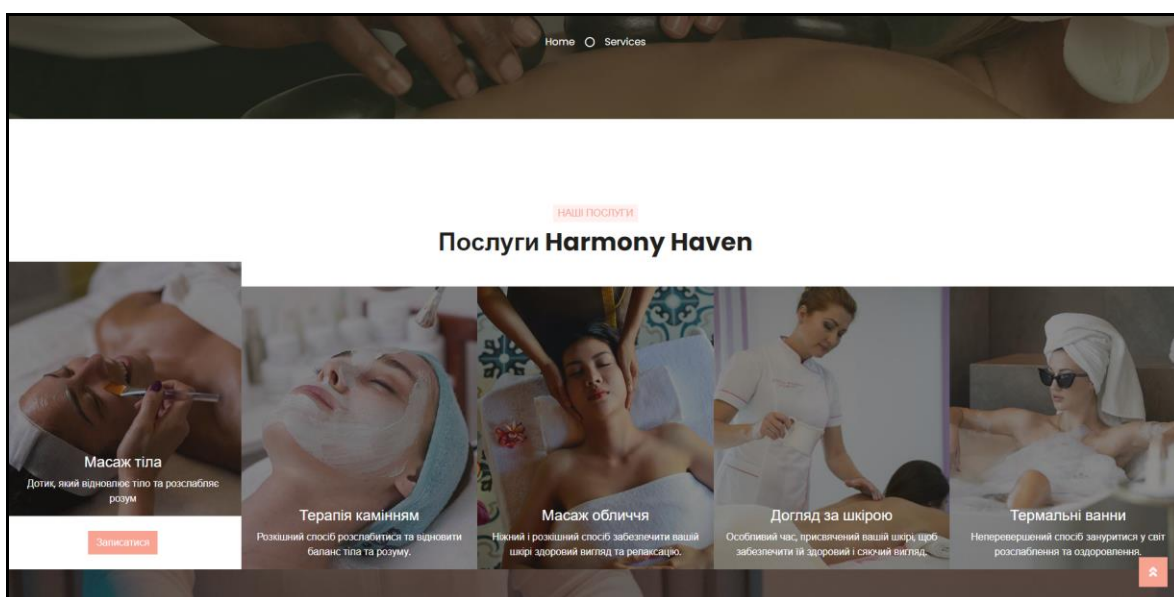 Home Services
НАШІ ПОСЛУГИ
Послуги Harmony Haven
Масаж тіла
Дотик, який відновлює тіло та розслабляє
розум
Записатися
Терапія камінням
Розкішний спосіб розслабитися та відновити
баланс тіла та розуму.
Масаж обличчя
Ніжний і розкішний спосіб забезпечити вашій
шкірі здоровий вигляд та релаксацію.
Догляд за шкірою
Особливий час, присвячений вашій шкірі, щоб
забезпечити їй здоровий і сяючий вигляд.
Термальні ванни
Неперевершений спосіб зануритися у світ
розслаблення та оздоровлення.